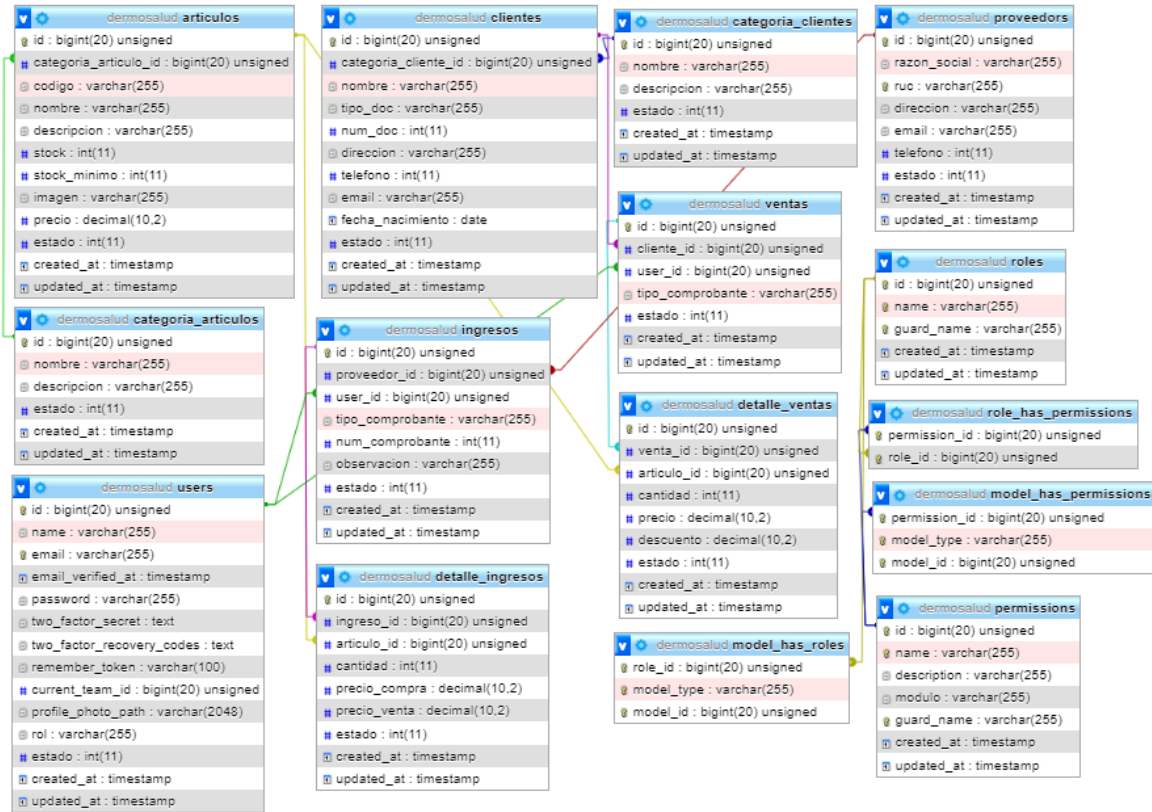 dermosalud articulos
id : bigint(20) unsigned
categoria_articulo_id : bigint(20) unsigned
codigo : varchar(255)
nombre : varchar(255)
descripcion : varchar(255)
stock : int(11)
stock_minimo : int(11)
imagen : varchar(255)
precio : decimal(10,2)
estado : int(11)
created_at : timestamp
updated_at : timestamp
dermosalud categoria_articulos
id : bigint(20) unsigned
nombre : varchar(255)
descripcion : varchar(255)
estado : int(11)
created_at : timestamp
updated_at : timestamp
dermosalud users
id : bigint(20) unsigned
name : varchar(255)
email : varchar(255)
email_verified_at : timestamp
password : varchar(255)
two_factor_secret : text
two_factor_recovery_codes : text
remember_token : varchar(100)
current_team_id : bigint(20) unsigned
profile_photo_path : varchar(2048)
rol : varchar(255)
estado : int(11)
created_at : timestamp
updated_at : timestamp
dermosalud clientes
id : bigint(20) unsigned
categoria_cliente_id : bigint(20) unsigned
nombre : varchar(255)
tipo_doc : varchar(255)
num_doc : int(11)
direccion : varchar(255)
telefono : int(11)
email : varchar(255)
fecha_nacimiento : date
estado : int(11)
created_at : timestamp
updated_at : timestamp
dermosalud ingresos
id : bigint(20) unsigned
proveedor_id : bigint(20) unsigned
user_id : bigint(20) unsigned
tipo_comprobante : varchar(255)
num_comprobante : int(11)
observacion : varchar(255)
estado : int(11)
created_at : timestamp
updated_at : timestamp
dermosalud detalle_ingresos
id : bigint(20) unsigned
ingreso_id : bigint(20) unsigned
articulo_id : bigint(20) unsigned
cantidad : int(11)
precio_compra : decimal(10,2)
precio_venta : decimal(10,2)
estado : int(11)
created_at : timestamp
updated_at : timestamp
dermosalud categoria_clientes
id : bigint(20) unsigned
nombre : varchar(255)
descripcion : varchar(255)
estado : int(11)
created_at : timestamp
updated_at : timestamp
dermosalud ventas
id : bigint(20) unsigned
cliente_id : bigint(20) unsigned
user_id : bigint(20) unsigned
tipo_comprobante : varchar(255)
estado : int(11)
created_at : timestamp
updated_at : timestamp
dermosalud detalle_ventas
id : bigint(20) unsigned
venta_id : bigint(20) unsigned
articulo_id : bigint(20) unsigned
cantidad : int(11)
precio : decimal(10,2)
descuento : decimal(10,2)
estado : int(11)
created_at : timestamp
updated_at : timestamp
dermosalud model_has_roles
role_id : bigint(20) unsigned
model_type : varchar(255)
model_id : bigint(20) unsigned
dermosalud proveedors
id : bigint(20) unsigned
razon_social : varchar(255)
ruc : varchar(255)
direccion : varchar(255)
email : varchar(255)
telefono : int(11)
estado : int(11)
created_at : timestamp
updated_at : timestamp
dermosalud roles
id : bigint(20) unsigned
name : varchar(255)
guard_name : varchar(255)
created_at : timestamp
updated_at : timestamp
dermosalud role_has_permissions
permission_id : bigint(20) unsigned
role_id : bigint(20) unsigned
dermosalud model_has_permissions
permission_id : bigint(20) unsigned
model_type : varchar(255)
model_id : bigint(20) unsigned
dermosalud permissions
id : bigint(20) unsigned
name : varchar(255)
description : varchar(255)
modulo : varchar(255)
guard_name : varchar(255)
created_at : timestamp
updated_at : timestamp